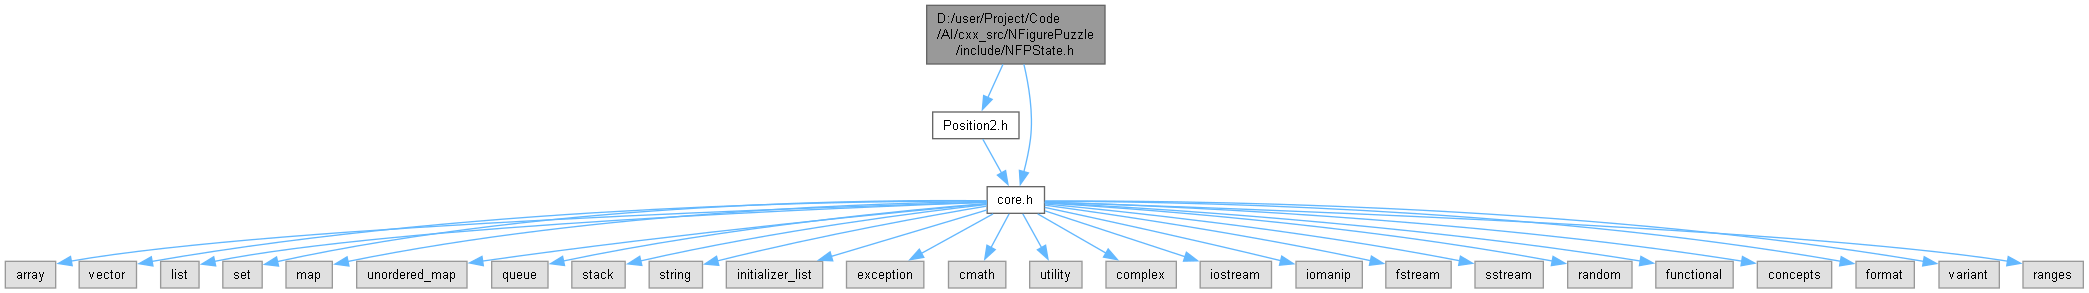 D:/user/Project/Code
/AI/cxx_src/NFigurePuzzle
/include/NFPState.h
Position2.h
core.h
array
vector
list
set
map
unordered_map
queue
stack
string
initializer_list
exception
cmath
utility
complex
iostream
iomanip
fstream
sstream
random
functional
concepts
format
variant
ranges